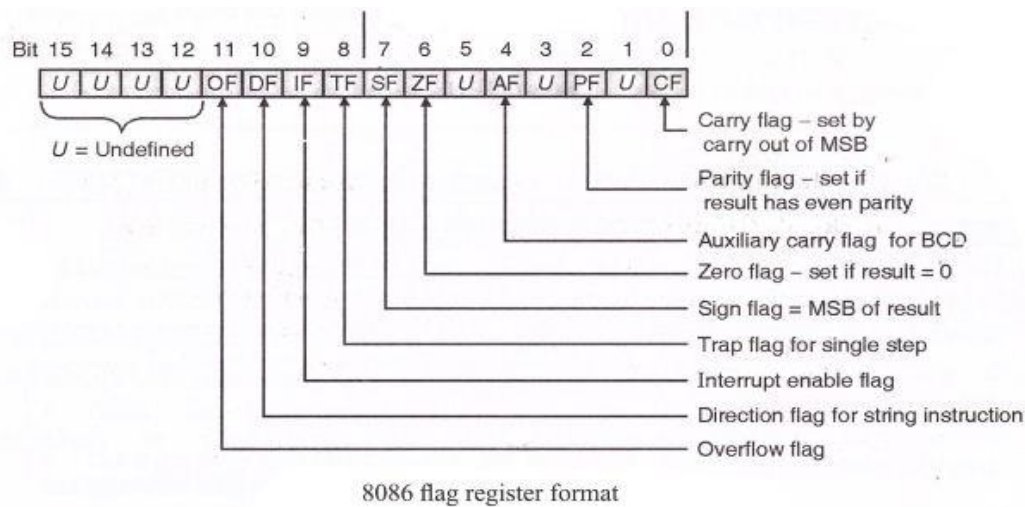 Bit 15 14 13 12 11 10 9 8 7 6 5 4 3 2 1 0
U U U U OF DF IF TF SF ZF U AF U PF U CF
U = Undefined
Carry flag – set by
carry out of MSB
Parity flag – set if
result has even parity
Auxiliary carry flag for BCD
Zero flag – set if result = 0
Sign flag = MSB of result
Trap flag for single step
Interrupt enable flag
Direction flag for string instruction
Overflow flag
8086 flag register format